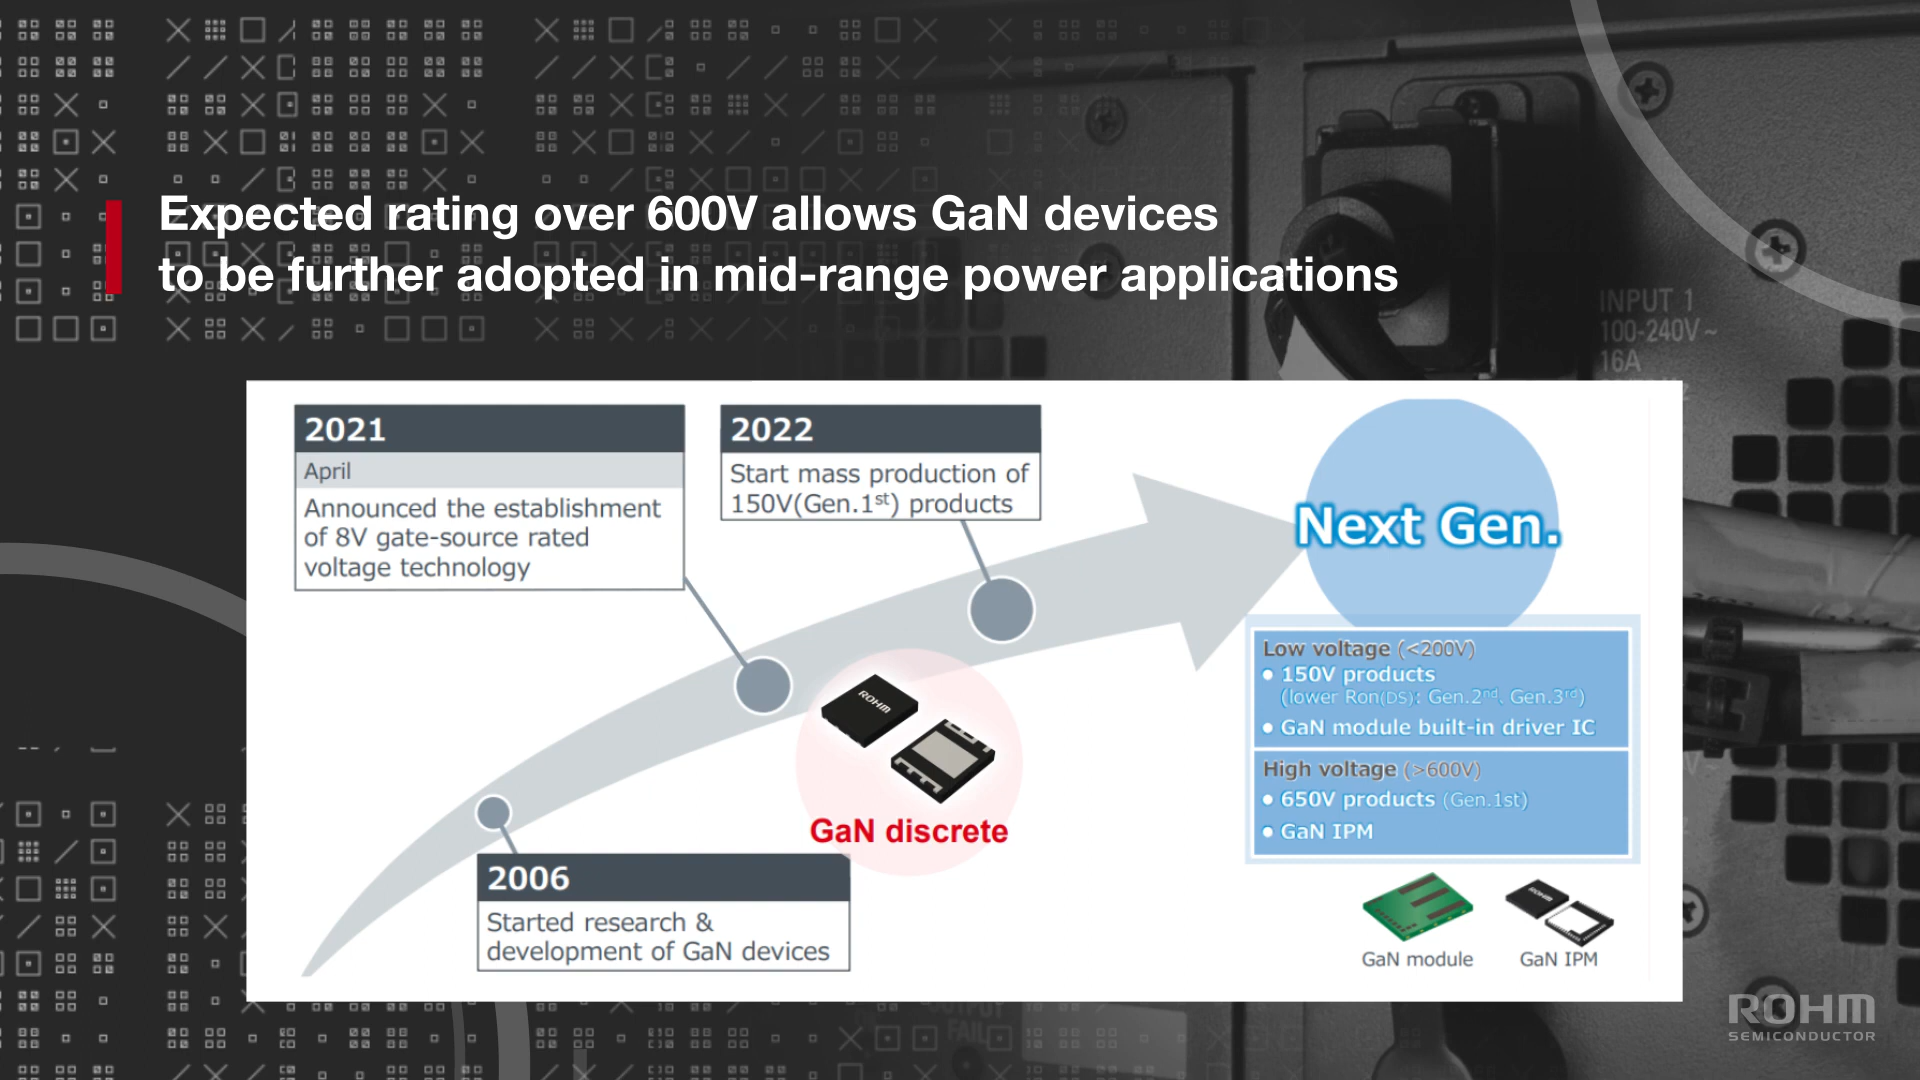 Expected rating over 600V allows GaN devices
to be further adopted in mid-range power applications
INPUT 1
100-240V ~
16A
2021
April
Announced the establishment
of 8V gate-source rated
voltage technology
2022
Start mass production of
150V(Gen.1st) products
Next Gen.
Low voltage (<200V)
• 150V products
(lower Ron(DS): Gen.2nd, Gen.3rd)
• GaN module built-in driver IC
High voltage (>600V)
• 650V products (Gen.1st)
• GaN IPM
ROHM
GaN discrete
2006
Started research &
development of GaN devices
ROHM
GaN module
GaN IPM
ROHM
SEMICONDUCTOR
OUTPUT
FAIL